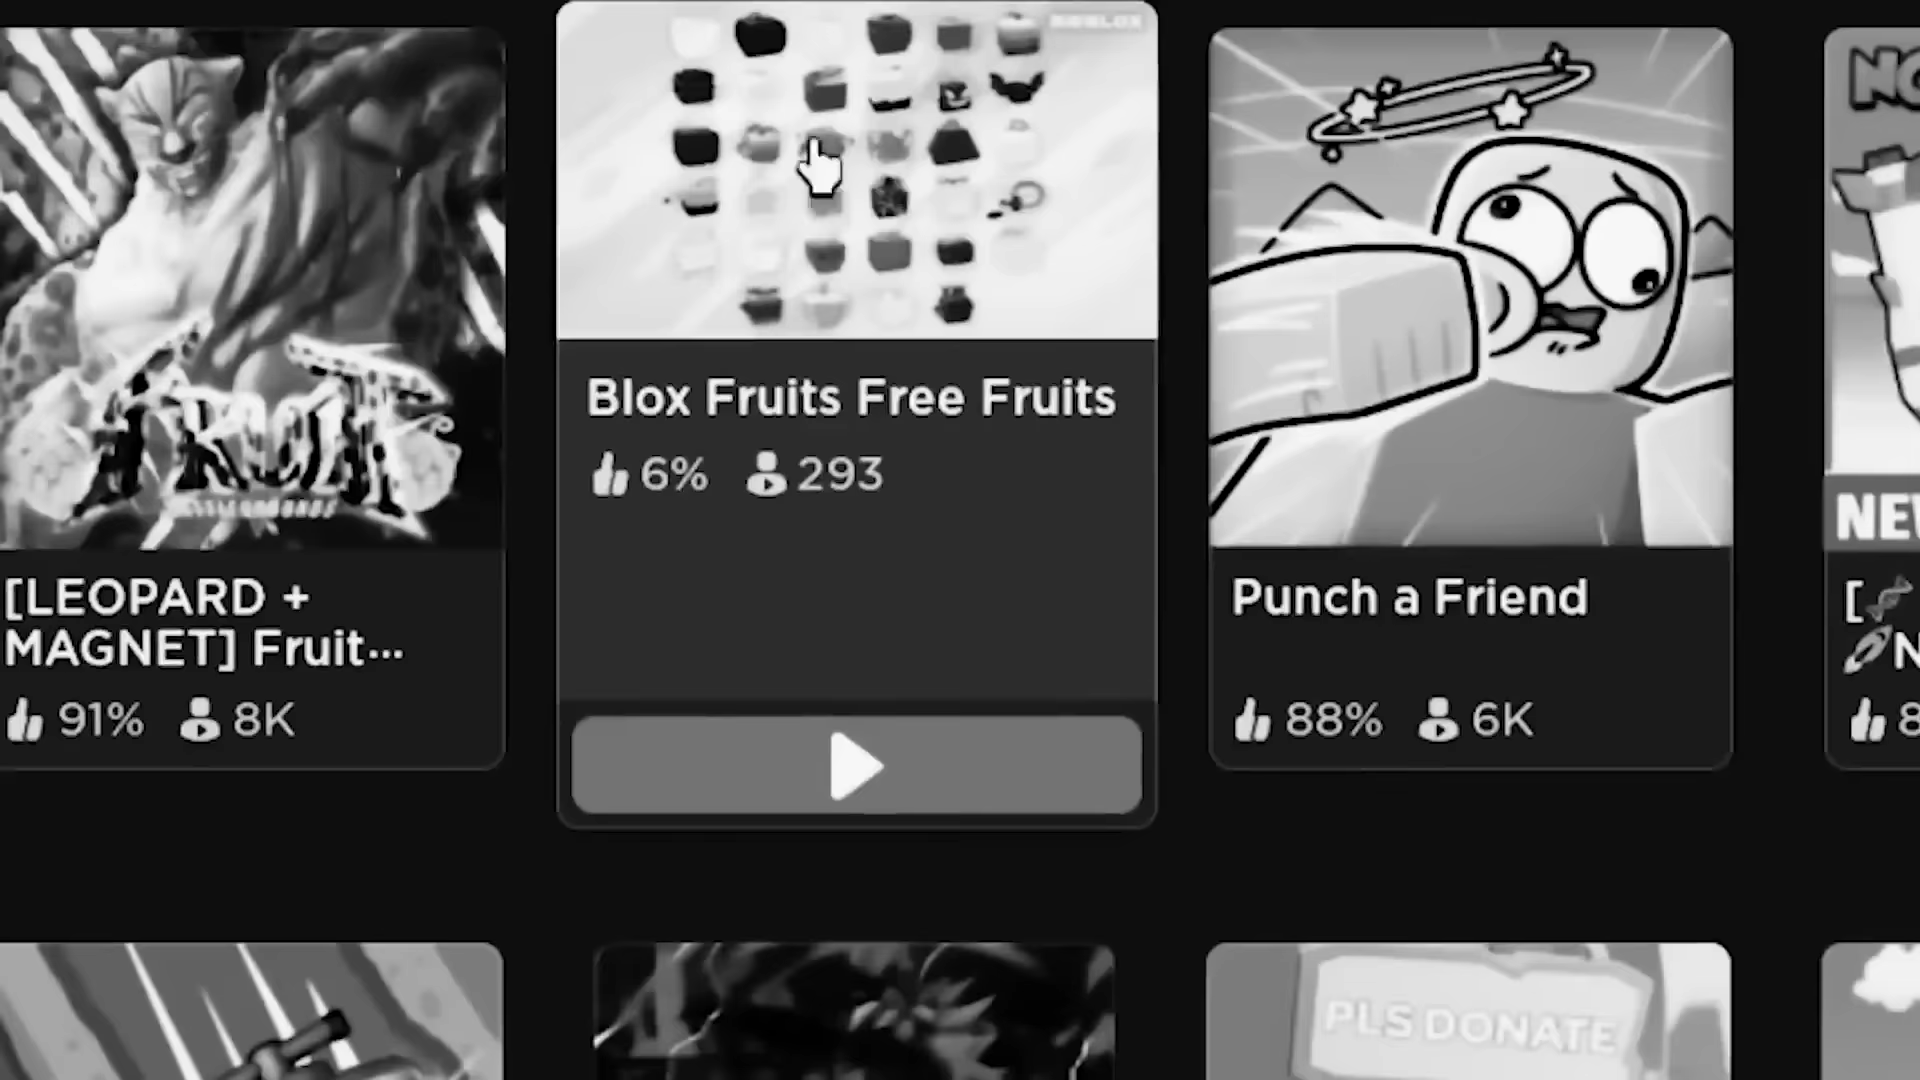 [LEOPARD +
MAGNET] Fruit...
91% 8K
Blox Fruits Free Fruits
6% 293
Punch a Friend
88% 6K
NEW
PLS DONATE